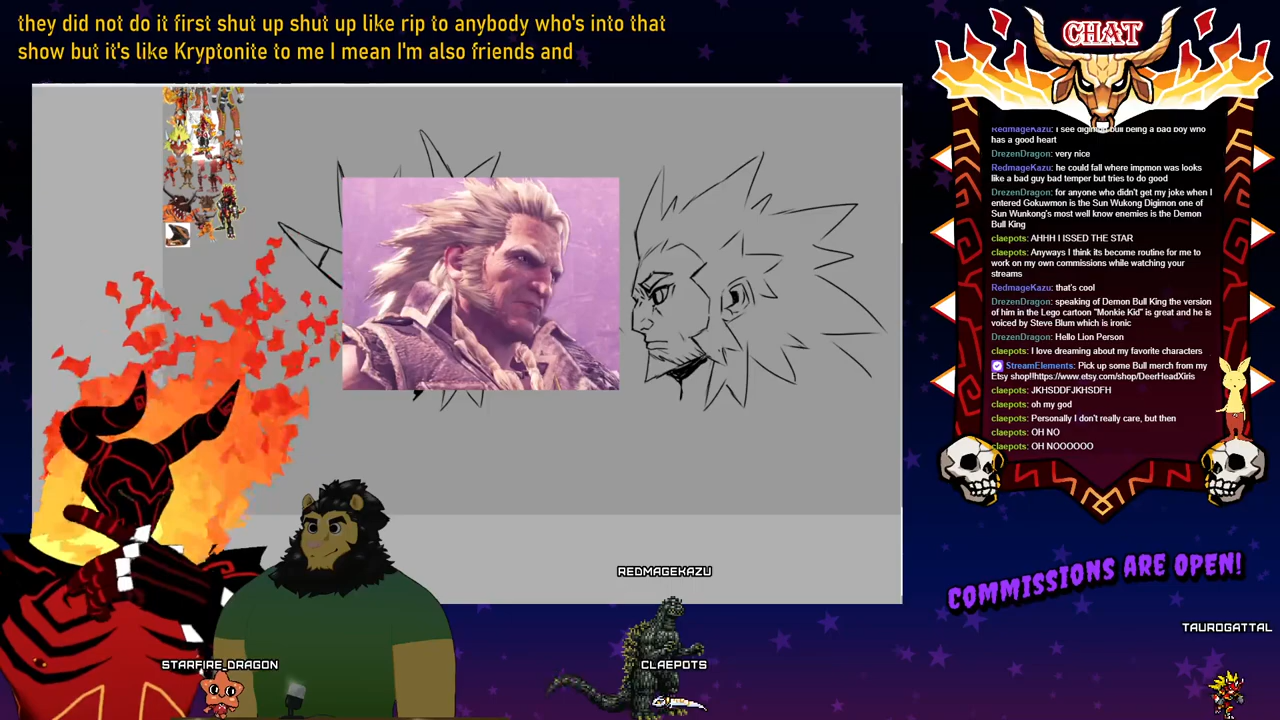 they did not do it first shut up shut up like rip to anybody who's into that
show but it's like Kryptonite to me I mean I'm also friends and
CHAT
has a good heart
DrezenDragon: very nice
RedmageKazu: he could fall where impmon was looks
like a bad guy bad temper but tries to do good
DrezenDragon: for anyone who didn't get my joke when I
entered Gokuwmon is the Sun Wukong Digimon one of
Sun Wunkong's most well know enemies is the Demon
Bull King
claepots: AHHH I ISSED THE STAR
claepots: Anyways I think its become routine for me to
work on my own commissions while watching your
streams
RedmageKazu: that's cool
DrezenDragon: speaking of Demon Bull King the version
of him in the Lego cartoon "Monkie Kid" is great and he is
voiced by Steve Blum which is ironic
DrezenDragon: Hello Lion Person
claepots: I love dreaming about my favorite characters
StreamElements: Pick up some Bull merch from my
Etsy shop!!https://www.etsy.com/shop/DeerHeadXiris
claepots: JKHSDDFJKHSDFH
claepots: oh my god
claepots: Personally I don't really care, but then
claepots: OH NO
claepots: OH NOOOOOO
COMMISSIONS ARE OPEN!
REDMAGEKAZU
TAUROGATTAL
STARFIRE_DRAGON
CLAEPOTS